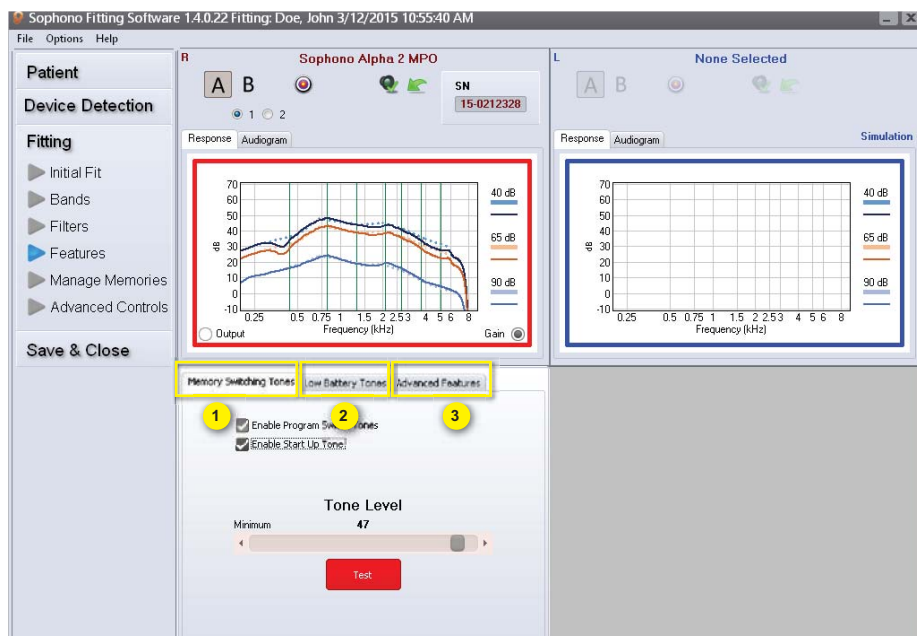 Sophono Fitting Software 1.4.0.22 Fitting: Doe, John 3/12/2015 10:55:40 AM
File Options Help
Patient
Device Detection
Fitting
Initial Fit
Bands
Filters
Features
Manage Memories
Advanced Controls
Save & Close
R Sophono Alpha 2 MPO
A B SN
15-0212328
1 2
Response Audiogram
70
60
50
40
30
20
10
0
-10
dB
0.25 0.5 0.75 1 1.5 2 2.5 3 4 5 6 8
Frequency (kHz)
40 dB
65 dB
90 dB
Output Gain
L None Selected
A B
Response Audiogram Simulation
70
60
50
40
30
20
10
0
-10
dB
0.25 0.5 0.75 1 1.5 2 2.5 3 4 5 6 8
Frequency (kHz)
40 dB
65 dB
90 dB
Memory Switching Tones Low Battery Tones Advanced Features
1 2 3
Enable Program Tones
Enable Start Up Tone
Tone Level
Minimum 47
Test